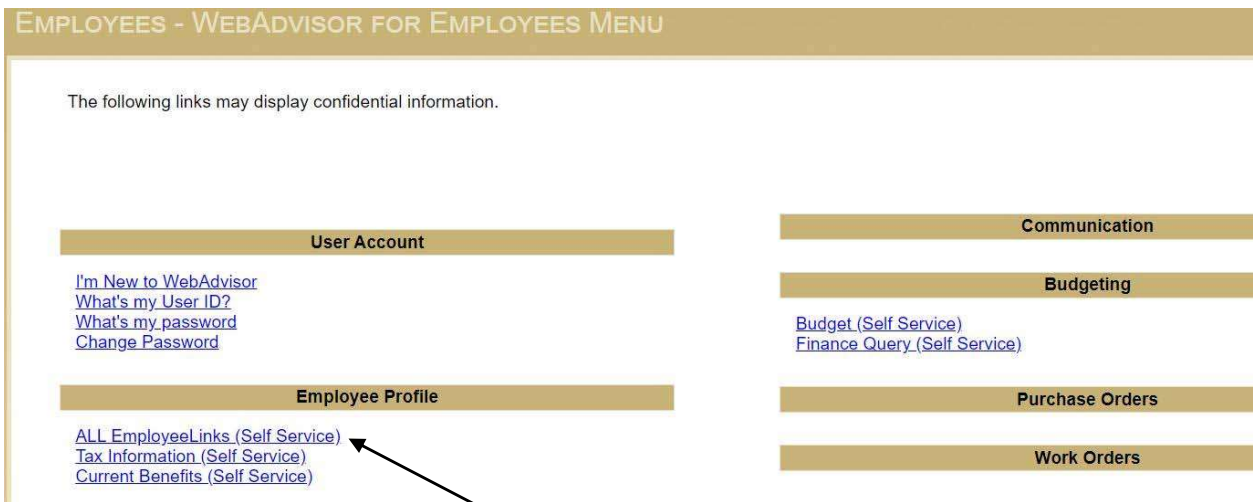 EMPLOYEES - WEBADVISOR FOR EMPLOYEES MENU
The following links may display confidential information.
User Account
I'm New to WebAdvisor
What's my User ID?
What's my password
Change Password
Employee Profile
ALL EmployeeLinks (Self Service)
Tax Information (Self Service)
Current Benefits (Self Service)
Communication
Budgeting
Budget (Self Service)
Finance Query (Self Service)
Purchase Orders
Work Orders